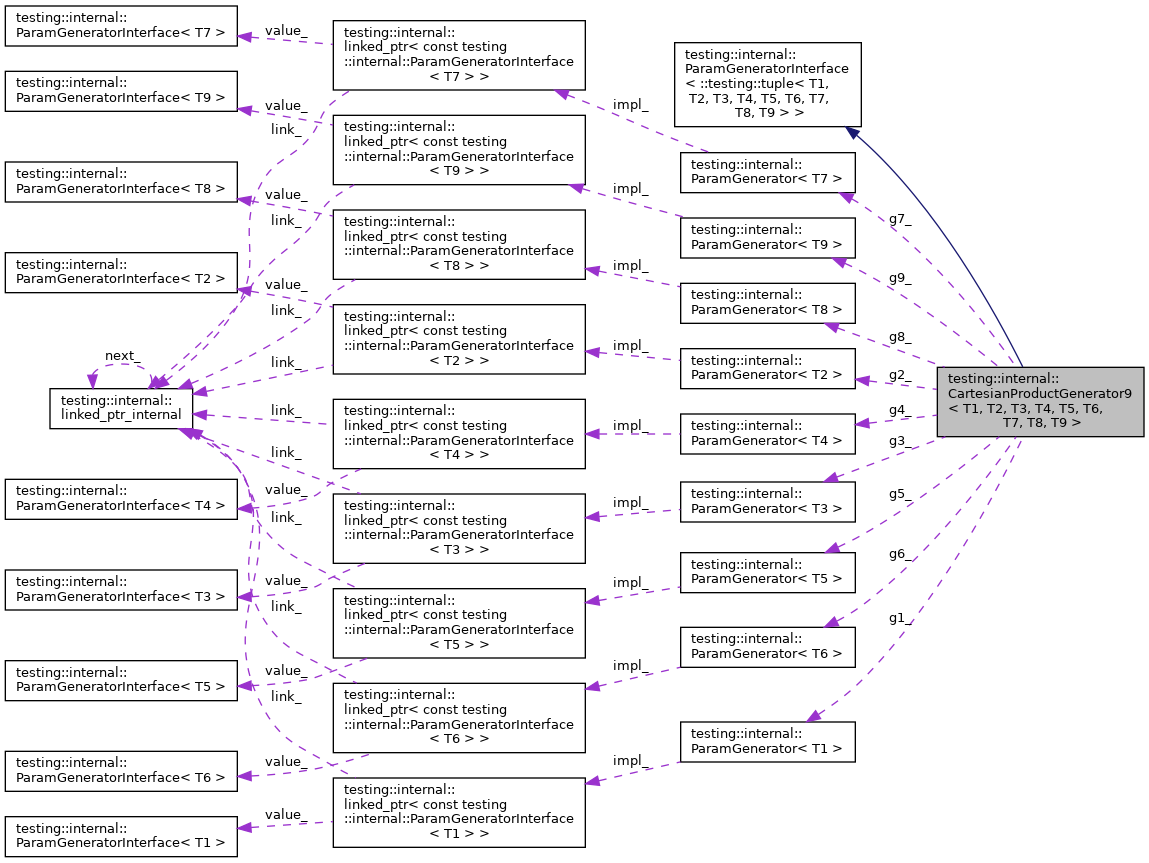 testing::internal::
ParamGeneratorInterface< T7 >
testing::internal::
ParamGeneratorInterface< T9 >
testing::internal::
ParamGeneratorInterface< T8 >
testing::internal::
ParamGeneratorInterface< T2 >
next_
testing::internal::
linked_ptr_internal
testing::internal::
ParamGeneratorInterface< T4 >
testing::internal::
ParamGeneratorInterface< T3 >
testing::internal::
ParamGeneratorInterface< T5 >
testing::internal::
ParamGeneratorInterface< T6 >
testing::internal::
ParamGeneratorInterface< T1 >
value_
value_
link_
value_
link_
value_
link_
link_
link_
link_
value_
link_
value_
link_
value_
link_
value_
value_
testing::internal::
linked_ptr< const testing
::internal::ParamGeneratorInterface
< T7 > >
testing::internal::
linked_ptr< const testing
::internal::ParamGeneratorInterface
< T9 > >
testing::internal::
linked_ptr< const testing
::internal::ParamGeneratorInterface
< T8 > >
testing::internal::
linked_ptr< const testing
::internal::ParamGeneratorInterface
< T2 > >
testing::internal::
linked_ptr< const testing
::internal::ParamGeneratorInterface
< T4 > >
testing::internal::
linked_ptr< const testing
::internal::ParamGeneratorInterface
< T3 > >
testing::internal::
linked_ptr< const testing
::internal::ParamGeneratorInterface
< T5 > >
testing::internal::
linked_ptr< const testing
::internal::ParamGeneratorInterface
< T6 > >
testing::internal::
linked_ptr< const testing
::internal::ParamGeneratorInterface
< T1 > >
impl_
impl_
impl_
impl_
impl_
impl_
impl_
impl_
impl_
testing::internal::
ParamGeneratorInterface
< ::testing::tuple< T1,
T2, T3, T4, T5, T6, T7,
T8, T9 > >
testing::internal::
ParamGenerator< T7 >
testing::internal::
ParamGenerator< T9 >
testing::internal::
ParamGenerator< T8 >
testing::internal::
ParamGenerator< T2 >
testing::internal::
ParamGenerator< T4 >
testing::internal::
ParamGenerator< T3 >
testing::internal::
ParamGenerator< T5 >
testing::internal::
ParamGenerator< T6 >
testing::internal::
ParamGenerator< T1 >
g7_
g9_
g8_
g2_
g4_
g3_
g5_
g6_
g1_
testing::internal::
CartesianProductGenerator9
< T1, T2, T3, T4, T5, T6,
T7, T8, T9 >